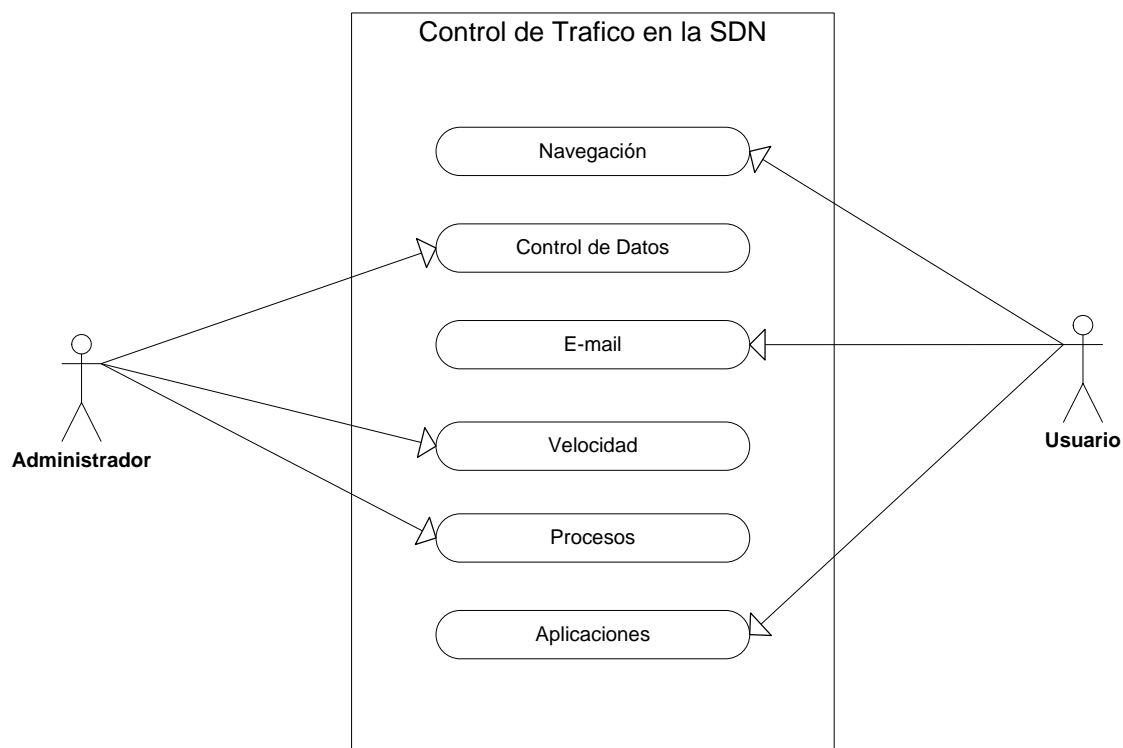 Control de Trafico en la SDN
Navegación
Control de Datos
E-mail
Velocidad
Procesos
Aplicaciones
Administrador
Usuario